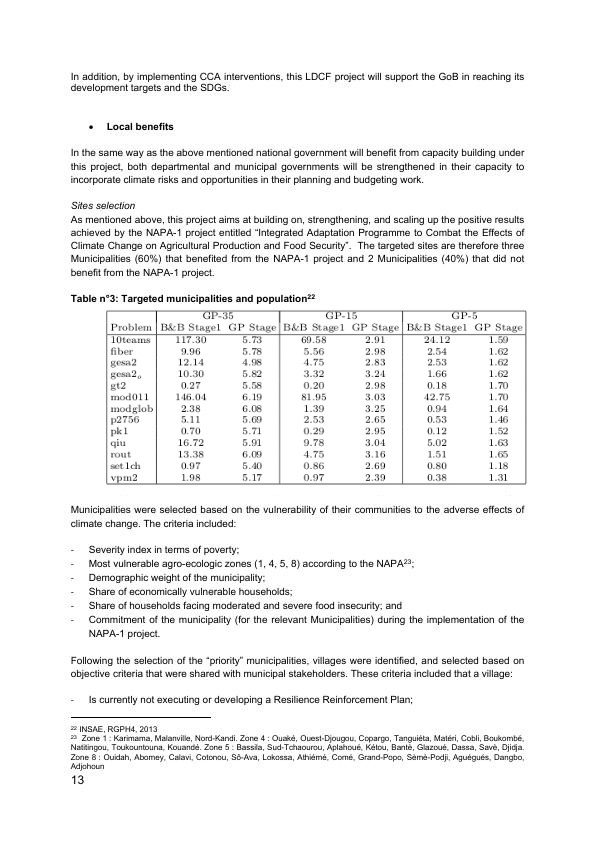 In addition, by implementing CCA interventions, this LDCF project will support the GoB in reaching its
development targets and the SDGs.
• Local benefits
In the same way as the above mentioned national government will benefit from capacity building under
this project, both departmental and municipal governments will be strengthened in their capacity to
incorporate climate risks and opportunities in their planning and budgeting work.
Sites selection
As mentioned above, this project aims at building on, strengthening, and scaling up the positive results
achieved by the NAPA-1 project entitled “Integrated Adaptation Programme to Combat the Effects of
Climate Change on Agricultural Production and Food Security”. The targeted sites are therefore three
Municipalities (60%) that benefited from the NAPA-1 project and 2 Municipalities (40%) that did not
benefit from the NAPA-1 project.
Table n°3: Targeted municipalities and population22
GP-35 GP-15 GP-5
Problem B&B Stage1 GP Stage B&B Stage1 GP Stage B&B Stage1 GP Stage
10teams 117.30 5.73 69.58 2.91 24.12 1.59
fiber 9.96 5.78 5.56 2.98 2.54 1.62
gesa2 12.14 4.98 4.75 2.83 2.53 1.62
gesa2_o 10.30 5.82 3.32 3.24 1.66 1.62
gt2 0.27 5.58 0.20 2.98 0.18 1.70
mod011 146.04 6.19 81.95 3.03 42.75 1.70
modglob 2.38 6.08 1.39 3.25 0.94 1.64
p2756 5.11 5.69 2.53 2.65 0.53 1.46
pk1 0.70 5.71 0.29 2.95 0.12 1.52
qiu 16.72 5.91 9.78 3.04 5.02 1.63
rout 13.38 6.09 4.75 3.16 1.51 1.65
set1ch 0.97 5.40 0.86 2.69 0.80 1.18
vpm2 1.98 5.17 0.97 2.39 0.38 1.31
Municipalities were selected based on the vulnerability of their communities to the adverse effects of
climate change. The criteria included:
- Severity index in terms of poverty;
- Most vulnerable agro-ecologic zones (1, 4, 5, 8) according to the NAPA23;
- Demographic weight of the municipality;
- Share of economically vulnerable households;
- Share of households facing moderated and severe food insecurity; and
- Commitment of the municipality (for the relevant Municipalities) during the implementation of the
NAPA-1 project.
Following the selection of the “priority” municipalities, villages were identified, and selected based on
objective criteria that were shared with municipal stakeholders. These criteria included that a village:
- Is currently not executing or developing a Resilience Reinforcement Plan;
22 INSAE, RGPH4, 2013
23 Zone 1 : Karimama, Malanville, Nord-Kandi. Zone 4 : Ouaké, Ouest-Djougou, Copargo, Tanguiéta, Matéri, Cobli, Boukombé,
Natitingou, Toukountouna, Kouandé. Zone 5 : Bassila, Sud-Tchaourou, Aplahoué, Kétou, Bantè, Glazoué, Dassa, Savè, Djidja.
Zone 8 : Ouidah, Abomey, Calavi, Cotonou, Sô-Ava, Lokossa, Athiémé, Comé, Grand-Popo, Sèmè-Podji, Aguégués, Dangbo,
Adjohoun
13